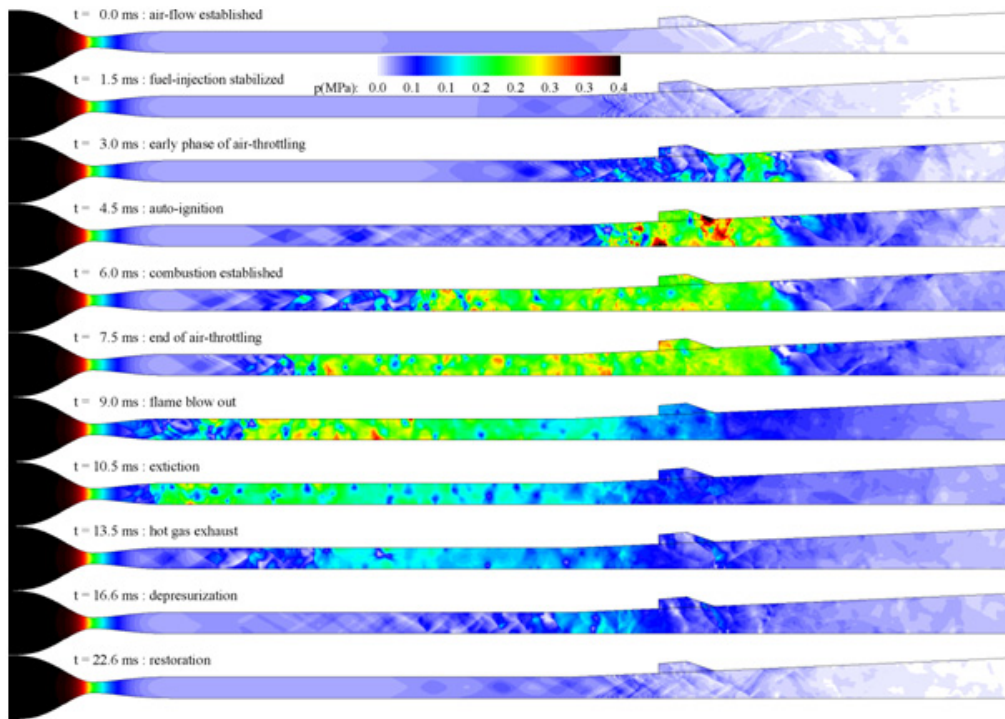 t = 0.0 ms : air-flow established
t = 1.5 ms : fuel-injection stabilized
p(MPa): 0.0 0.1 0.1 0.2 0.2 0.3 0.3 0.4
t = 3.0 ms : early phase of air-throttling
t = 4.5 ms : auto-ignition
t = 6.0 ms : combustion established
t = 7.5 ms : end of air-throttling
t = 9.0 ms : flame blow out
t = 10.5 ms : extiction
t = 13.5 ms : hot gas exhaust
t = 16.6 ms : depresurization
t = 22.6 ms : restoration